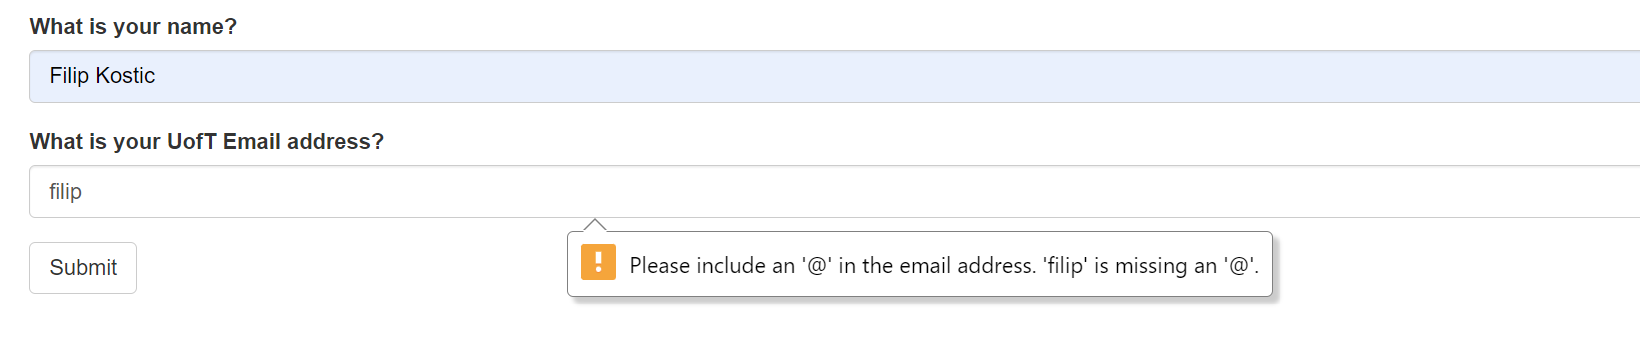 What is your name?
Filip Kostic
What is your UofT Email address?
filip
Submit
Please include an '@' in the email address. 'filip' is missing an '@'.